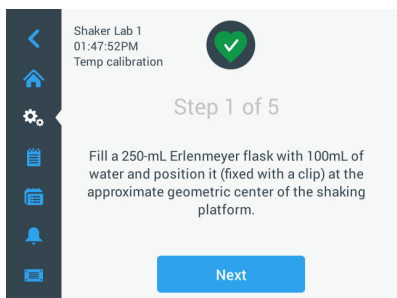 Shaker Lab 1
01:47:52PM
Temp calibration
Step 1 of 5
Fill a 250-mL Erlenmeyer flask with 100mL of
water and position it (fixed with a clip) at the
approximate geometric center of the shaking
platform.
Next